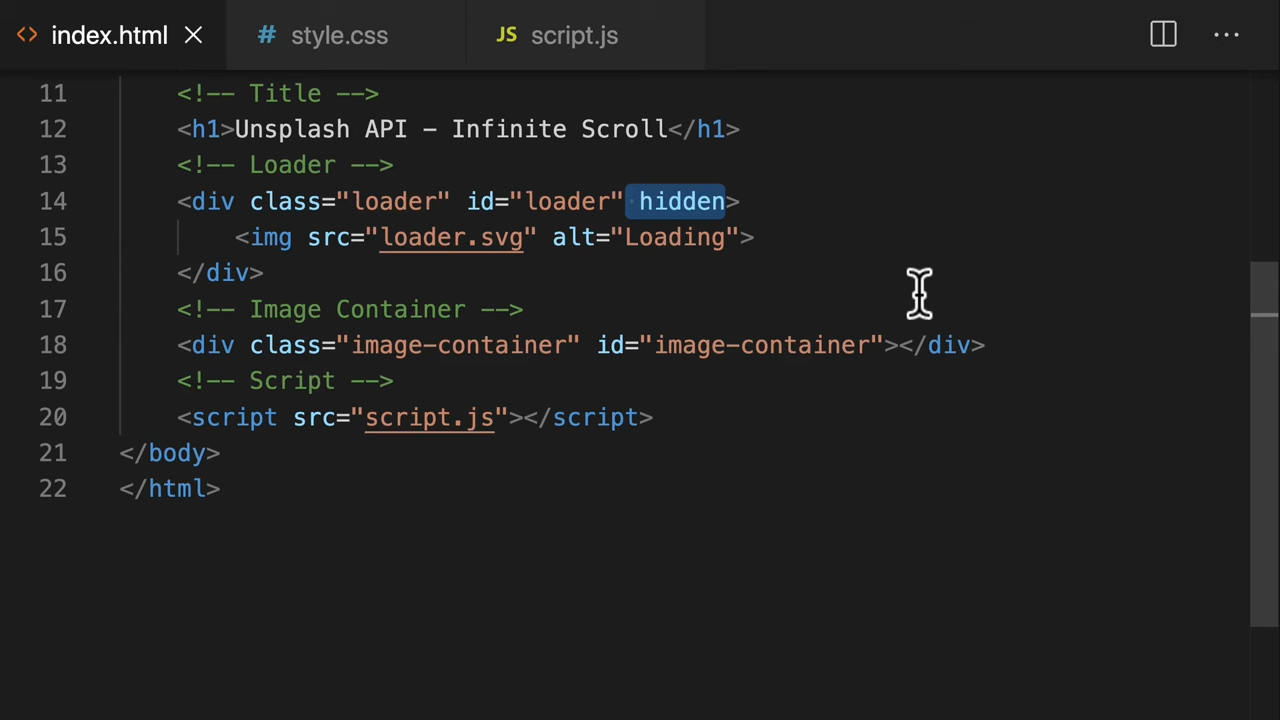 <> index.html × # style.css JS script.js ...
11 <!-- Title -->
12 <h1>Unsplash API - Infinite Scroll</h1>
13 <!-- Loader -->
14 <div class="loader" id="loader" hidden>
15 <img src="loader.svg" alt="Loading">
16 </div>
17 <!-- Image Container -->
18 <div class="image-container" id="image-container"></div>
19 <!-- Script -->
20 <script src="script.js"></script>
21 </body>
22 </html>